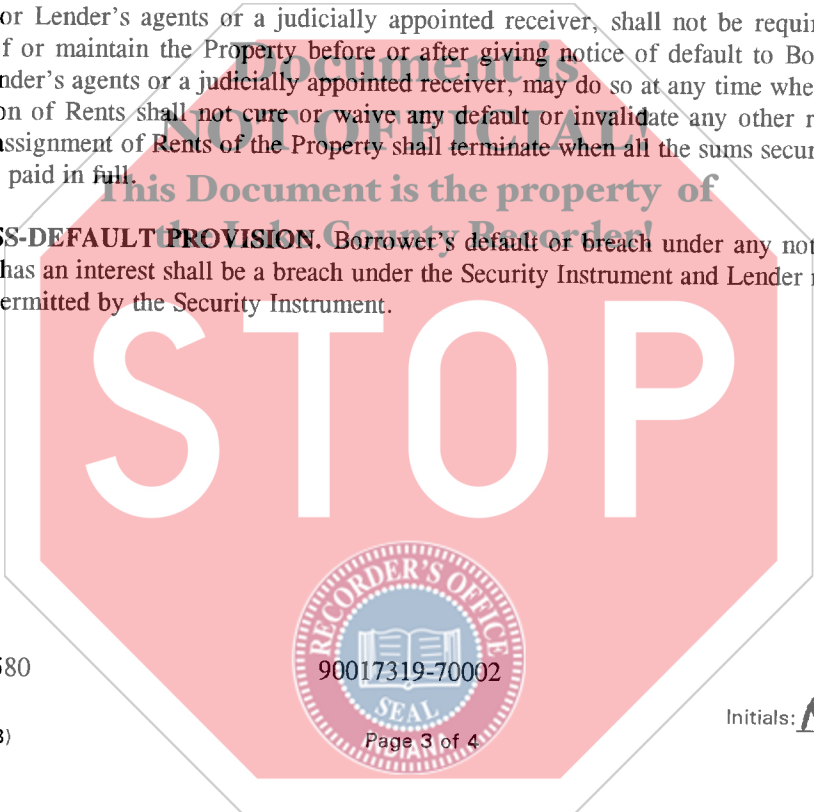 or Lender's agents or a judicially appointed receiver, shall not be requi
f or maintain the Property before or after giving notice of default to Bo
nder's agents or a judicially appointed receiver, may do so at any time whe
on of Rents shall not cure or waive any default or invalidate any other r
assignment of Rents of the Property shall terminate when all the sums secur
paid in full.
Document is
NOT OFFICIAL!
This Document is the property of
the Lake County Recorder!
SS-DEFAULT PROVISION. Borrower's default or breach under any not
has an interest shall be a breach under the Security Instrument and Lender
ermitted by the Security Instrument.
STOP
RECORDER'S OFFICE
580
90017319-70002
SEAL
INDIANA
Initials:
3)
Page 3 of 4